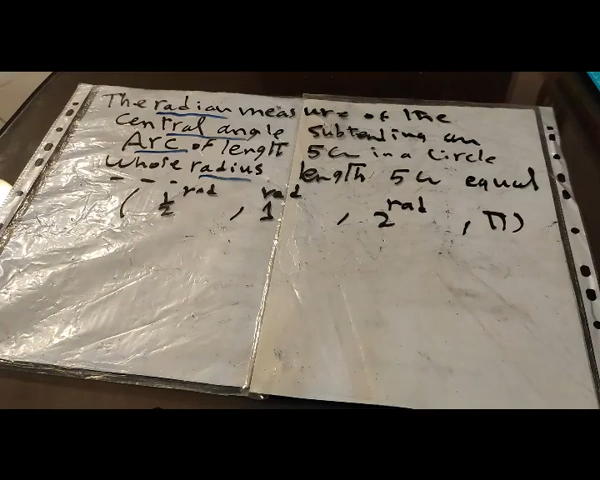 The radian measure of the
central angle subtending an
Arc of length 5cm in a circle
whose radius length 5cm equal
---
( 1/2 rad , 1 rad , 2 rad , π )